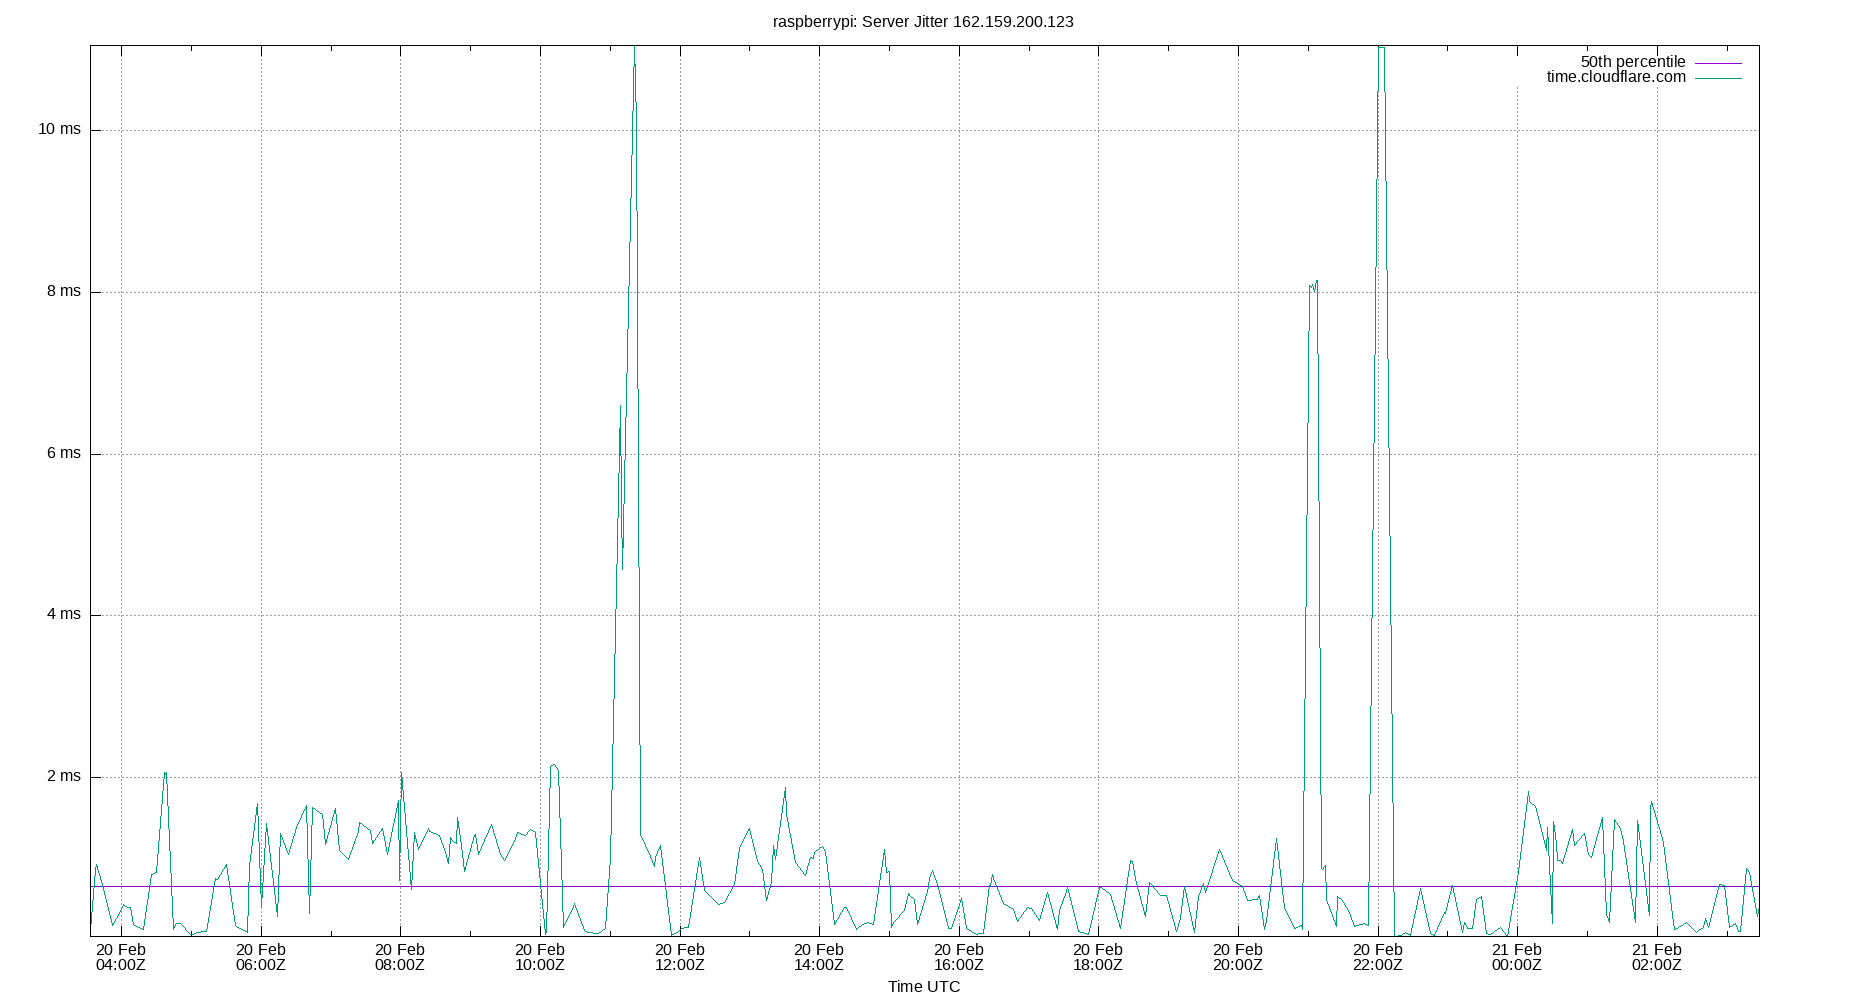 raspberrypi: Server Jitter 162.159.200.123
50th percentile
time.cloudflare.com
10 ms
8 ms
6 ms
4 ms
2 ms
20 Feb 20 Feb 20 Feb 20 Feb 20 Feb 20 Feb 20 Feb 20 Feb 20 Feb 20 Feb 21 Feb 21 Feb
04:00Z 06:00Z 08:00Z 10:00Z 12:00Z 14:00Z 16:00Z 18:00Z 20:00Z 22:00Z 00:00Z 02:00Z
Time UTC